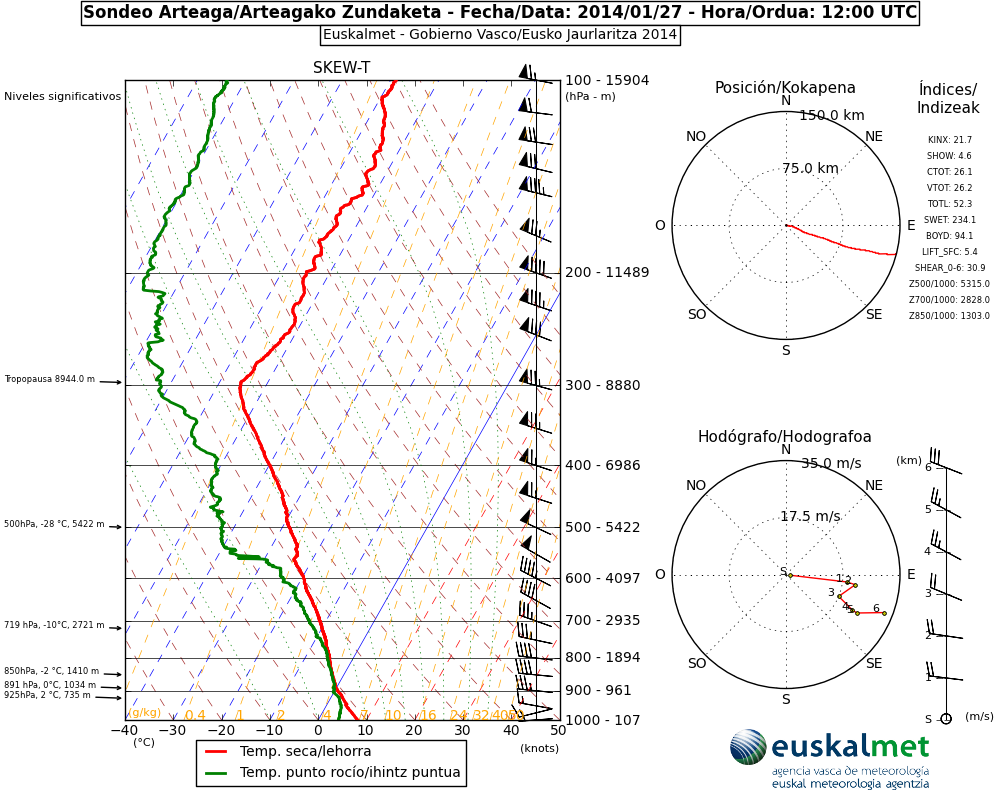 Sondeo Arteaga/Arteagako Zundaketa - Fecha/Data: 2014/01/27 - Hora/Ordua: 12:00 UTC
Euskalmet - Gobierno Vasco/Eusko Jaurlaritza 2014
SKEW-T
Niveles significativos
Tropopausa 8944.0 m
500hPa, -28 °C, 5422 m
719 hPa, -10°C, 2721 m
850hPa, -2 °C, 1410 m
891 hPa, 0°C, 1034 m
925hPa, 2 °C, 735 m
100 - 15904
(hPa - m)
200 - 11489
300 - 8880
400 - 6986
500 - 5422
600 - 4097
700 - 2935
800 - 1894
900 - 961
1000 - 107
(g/kg) 0.4 1 2 4 7 10 16 24 32 40
−40 −30 −20 −10 0 10 20 30 40 50
(°C)
(knots)
Temp. seca/lehorra
Temp. punto rocío/ihintz puntua
Posición/Kokapena
N
150.0 km
NO
NE
75.0 km
O
E
SO
SE
S
Índices/
Indizeak
KINX: 21.7
SHOW: 4.6
CTOT: 26.1
VTOT: 26.2
TOTL: 52.3
SWET: 234.1
BOYD: 94.1
LIFT_SFC: 5.4
SHEAR_0-6: 30.9
Z500/1000: 5315.0
Z700/1000: 2828.0
Z850/1000: 1303.0
Hodógrafo/Hodografoa
N
35.0 m/s
NO
NE
17.5 m/s
O
S
1
2
3
4
5
6
E
SO
SE
S
(km)
6
5
4
3
2
1
S
(m/s)
euskalmet
agencia vasca de meteorología
euskal meteorologia agentzia